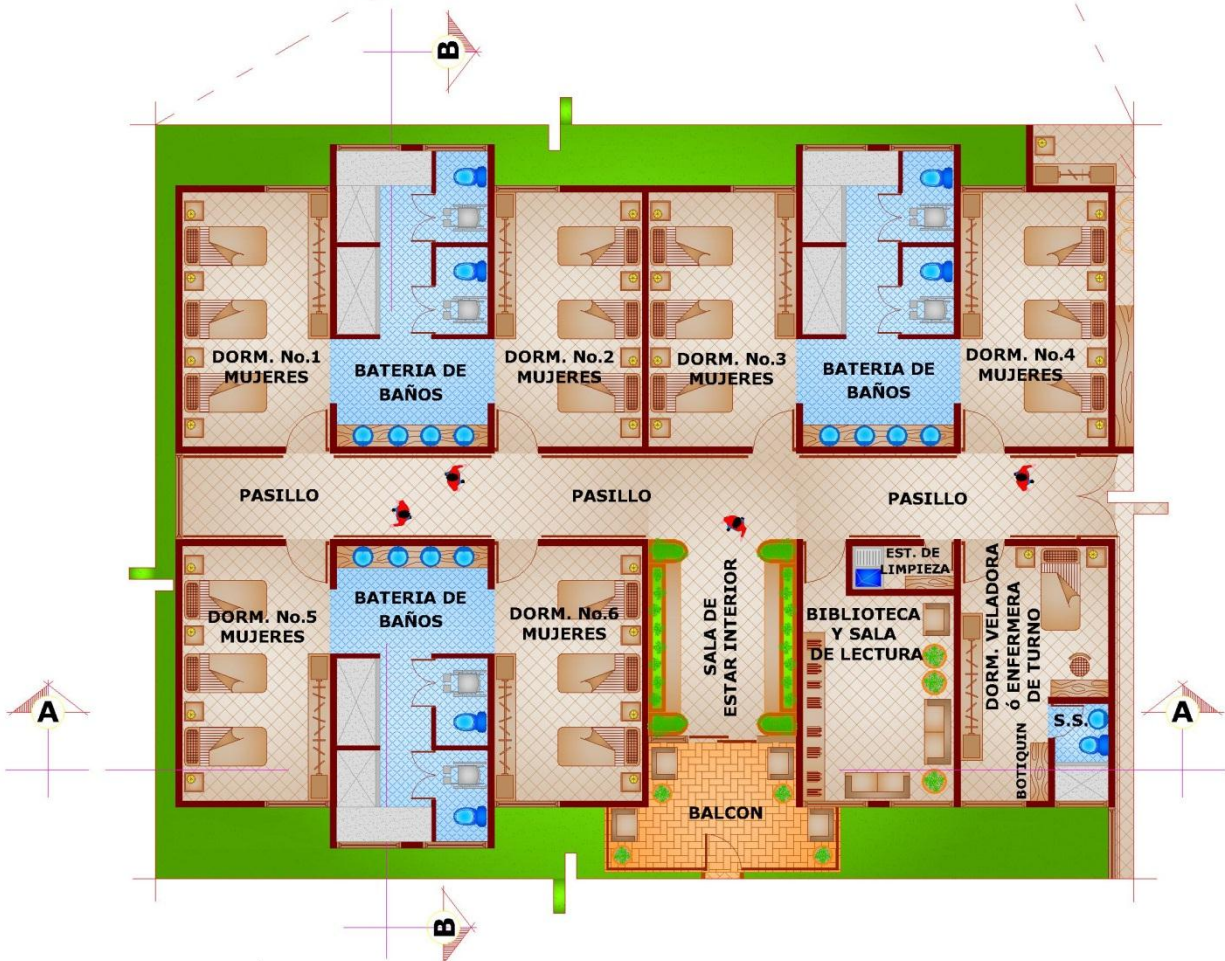 B
DORM. No.1
MUJERES
BATERIA DE
BAÑOS
DORM. No.2
MUJERES
DORM. No.3
MUJERES
BATERIA DE
BAÑOS
DORM. No.4
MUJERES
PASILLO
PASILLO
PASILLO
DORM. No.5
MUJERES
BATERIA DE
BAÑOS
DORM. No.6
MUJERES
SALA DE
ESTAR INTERIOR
EST. DE
LIMPIEZA
BIBLIOTECA
Y SALA
DE LECTURA
DORM. VELADORA
ó ENFERMERA
DE TURNO
S.S.
BOTIQUIN
A
A
BALCON
B